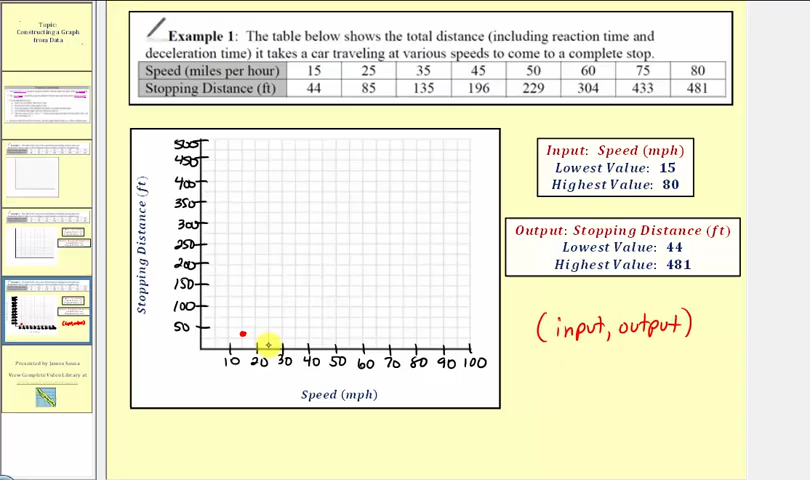 Topic:
Constructing a Graph
from Data
Example 1: The table below shows the total distance (including reaction time and
deceleration time) it takes a car traveling at various speeds to come to a complete stop.
Speed (miles per hour) 15 25 35 45 50 60 75 80
Stopping Distance (ft) 44 85 135 196 229 304 433 481
Stopping Distance (ft)
500
450
400
350
300
250
200
150
100
50
10 20 30 40 50 60 70 80 90 100
Speed (mph)
Input: Speed (mph)
Lowest Value: 15
Highest Value: 80
Output: Stopping Distance (ft)
Lowest Value: 44
Highest Value: 481
(input, output)
Presented by James Sousa
View Complete Video Library at